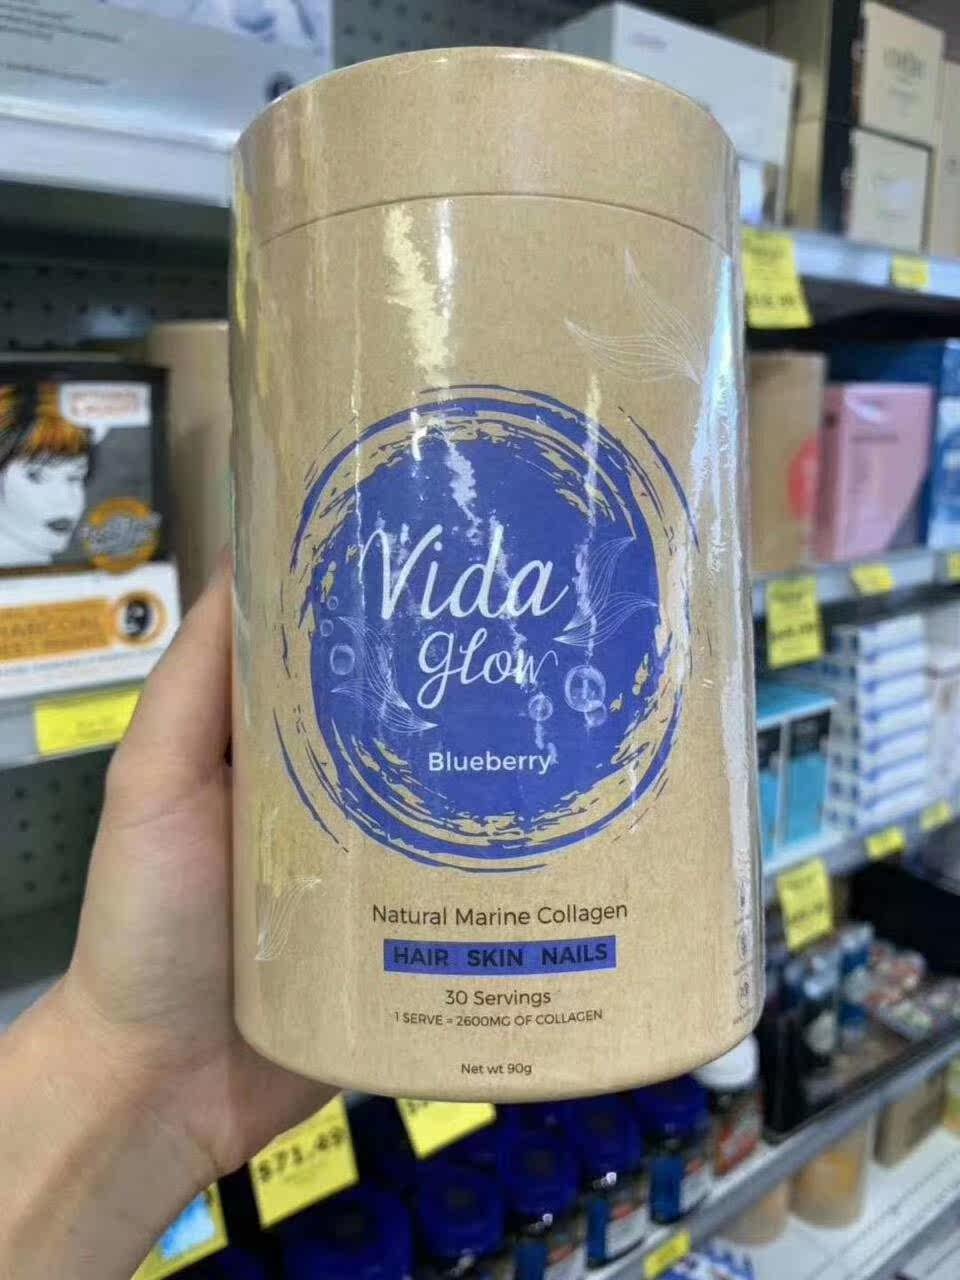 Vida
glow
Blueberry
Natural Marine Collagen
HAIR SKIN NAILS
30 Servings
1 SERVE = 2600MG OF COLLAGEN
Net wt 90g
$71.49